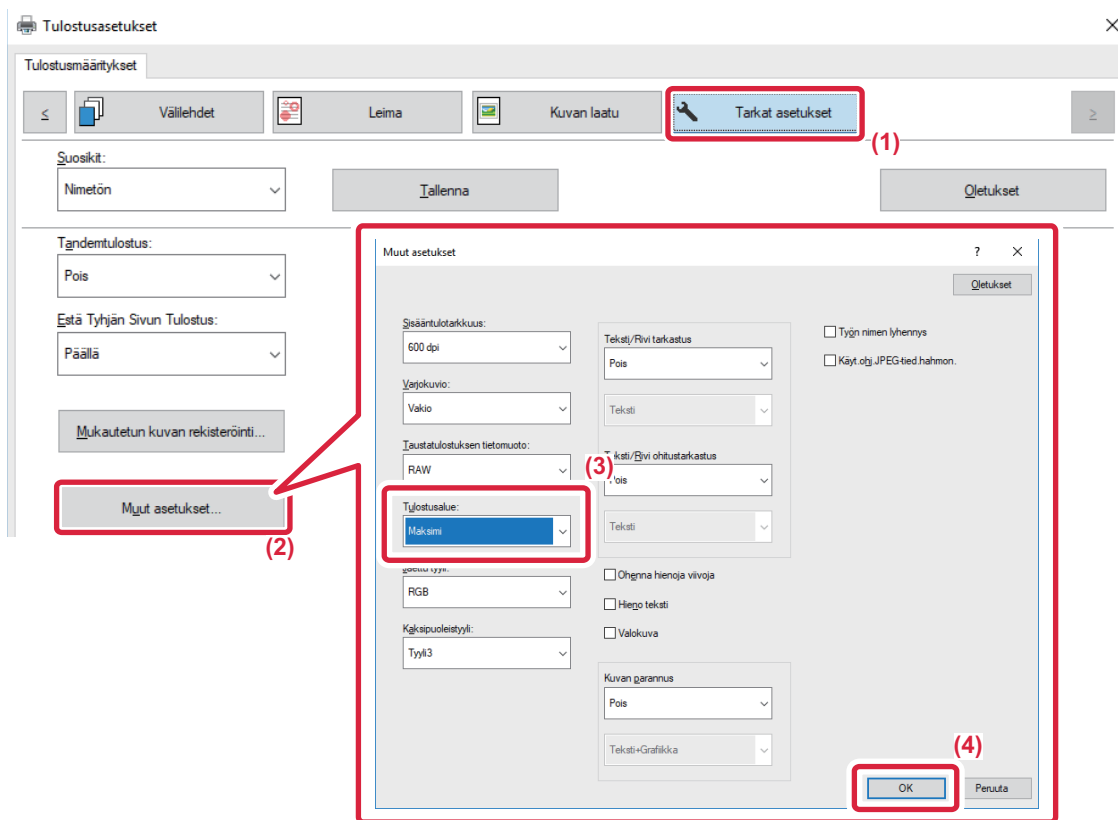 Tulostusasetukset
Tulostusmääritykset
≤ Välilehdet Leima Kuvan laatu Tarkat asetukset ≥
(1)
Suosikit:
Nimetön Tallenna Oletukset
Tandemtulostus:
Pois
Estä Tyhjän Sivun Tulostus:
Päällä
Mukautetun kuvan rekisteröinti...
Muut asetukset...
(2)
Muut asetukset ? ×
Oletukset
Sisääntulotarkkuus:
600 dpi
Varjokuvio:
Vakio
Taustatulostuksen tietomuoto:
RAW
(3)
Tulostusalue:
Maksimi
RGB
Kaksipuoleistyyli:
Tyyli3
Teksti/Rivi tarkastus
Pois
Teksti
Teksti/Rivi ohitustarkastus
Pois
Teksti
Ohenna hienoja viivoja
Hieno teksti
Valokuva
Kuvan parannus
Pois
Teksti+Grafiikka
Työn nimen lyhennys
Käyt.ohj.JPEG-tied.hahmon.
(4)
OK Peruuta